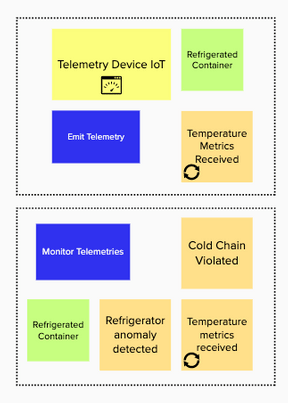 Telemetry Device IoT
Refrigerated
Container
Emit Telemetry
Temperature
Metrics
Received
Monitor Telemetries
Cold Chain
Violated
Refrigerated
Container
Refrigerator
anomaly
detected
Temperature
metrics
received